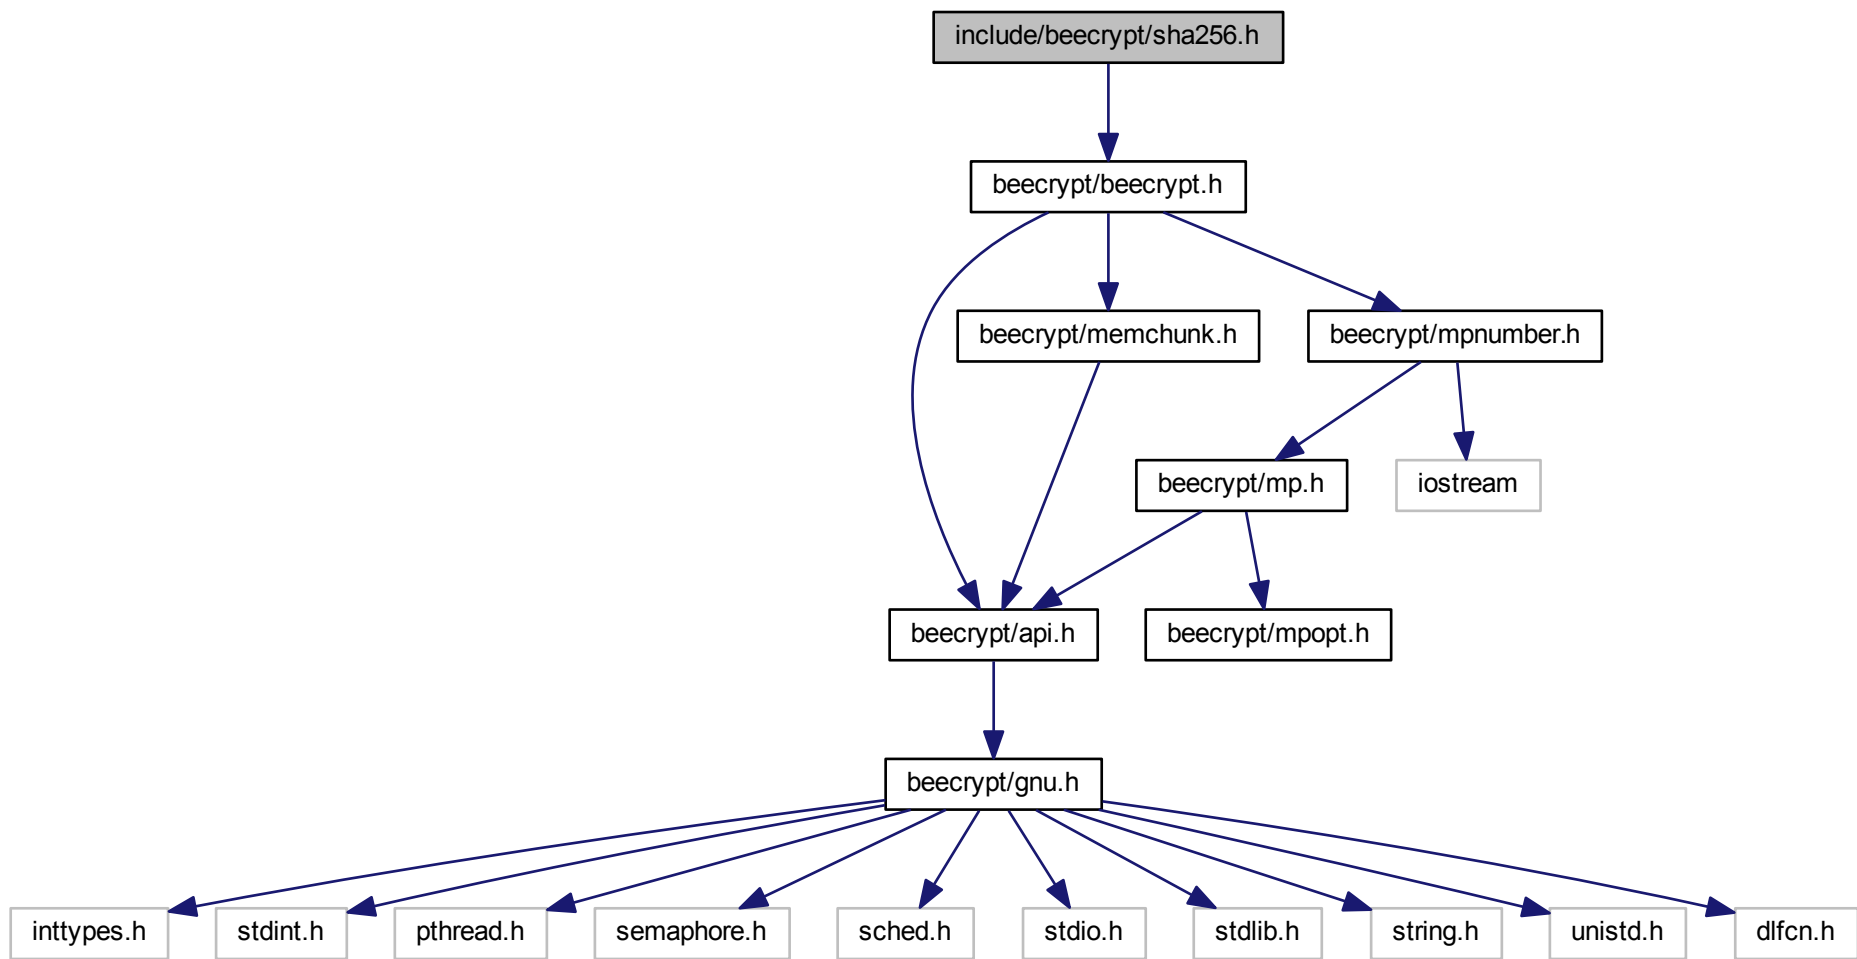 include/beecrypt/sha256.h
beecrypt/beecrypt.h
beecrypt/memchunk.h
beecrypt/mpnumber.h
beecrypt/mp.h
iostream
beecrypt/api.h
beecrypt/mpopt.h
beecrypt/gnu.h
inttypes.h
stdint.h
pthread.h
semaphore.h
sched.h
stdio.h
stdlib.h
string.h
unistd.h
dlfcn.h